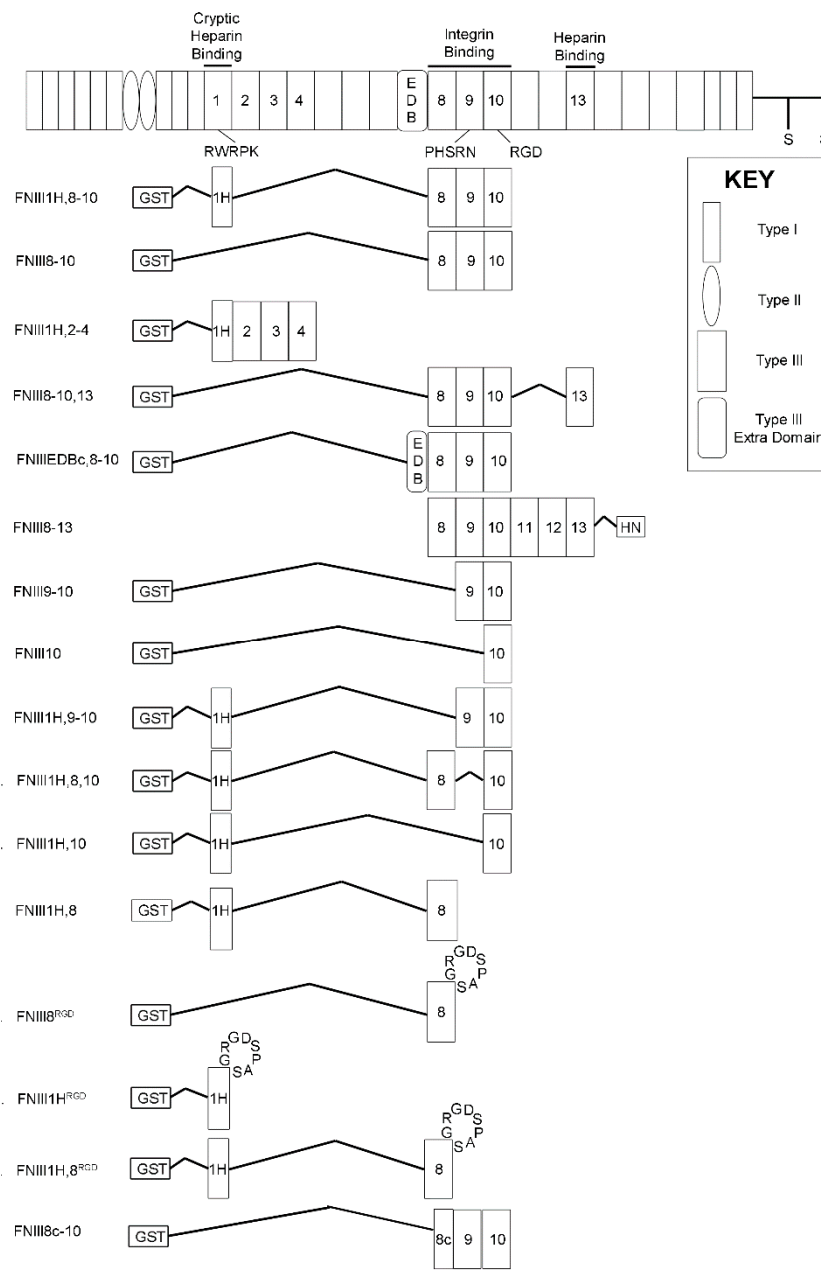 Cryptic
Heparin
Binding
Integrin
Binding
Heparin
Binding
1 2 3 4 EDB 8 9 10 13
RWRPK PHSRN RGD
S
KEY
Type I
Type II
Type III
Type III
Extra Domain
FNIII1H,8-10 GST 1H 8 9 10
FNIII8-10 GST 8 9 10
FNIII1H,2-4 GST 1H 2 3 4
FNIII8-10,13 GST 8 9 10 13
FNIIIEDBc,8-10 GST EDB 8 9 10
FNIII8-13 8 9 10 11 12 13 HN
FNIII9-10 GST 9 10
FNIII10 GST 10
FNIII1H,9-10 GST 1H 9 10
FNIII1H,8,10 GST 1H 8 10
FNIII1H,10 GST 1H 10
FNIII1H,8 GST 1H 8
GRGDSPAS
FNIII8RGD GST 8
GRGDSPAS
FNIII1HRGD GST 1H
GRGDSPAS
FNIII1H,8RGD GST 1H 8
FNIII8c-10 GST 8c 9 10